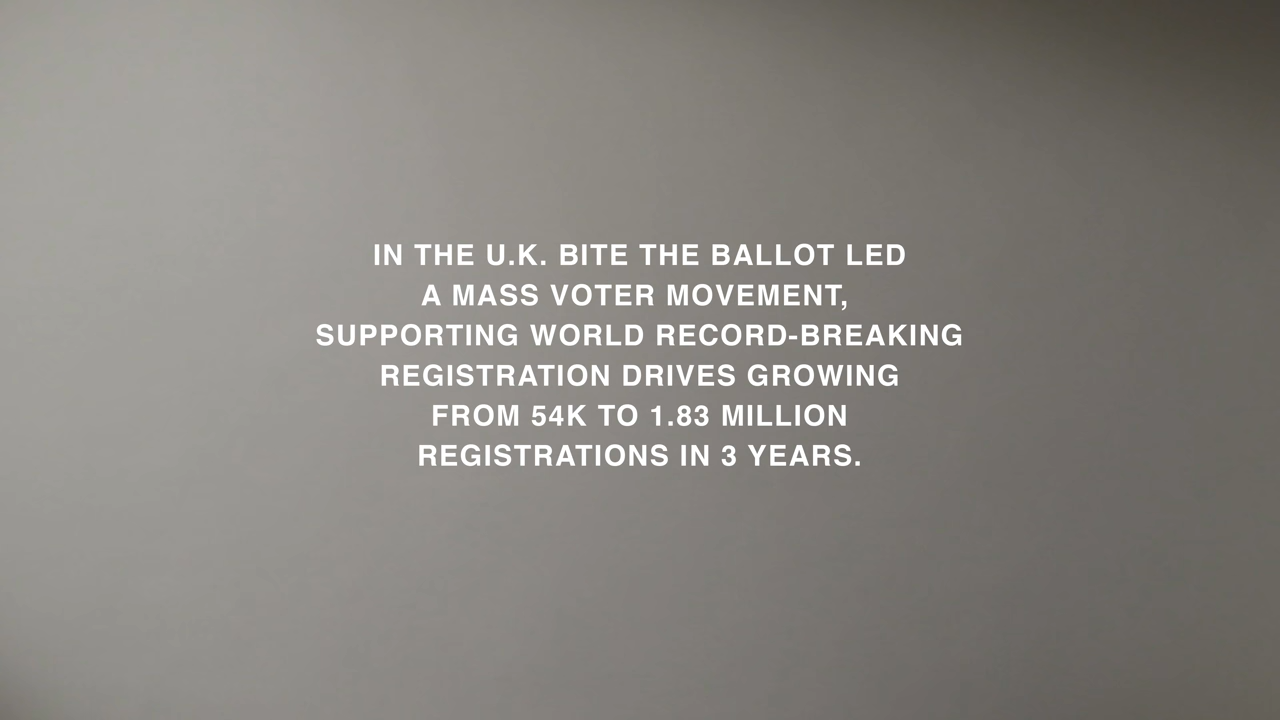 IN THE U.K. BITE THE BALLOT LED
A MASS VOTER MOVEMENT,
SUPPORTING WORLD RECORD-BREAKING
REGISTRATION DRIVES GROWING
FROM 54K TO 1.83 MILLION
REGISTRATIONS IN 3 YEARS.